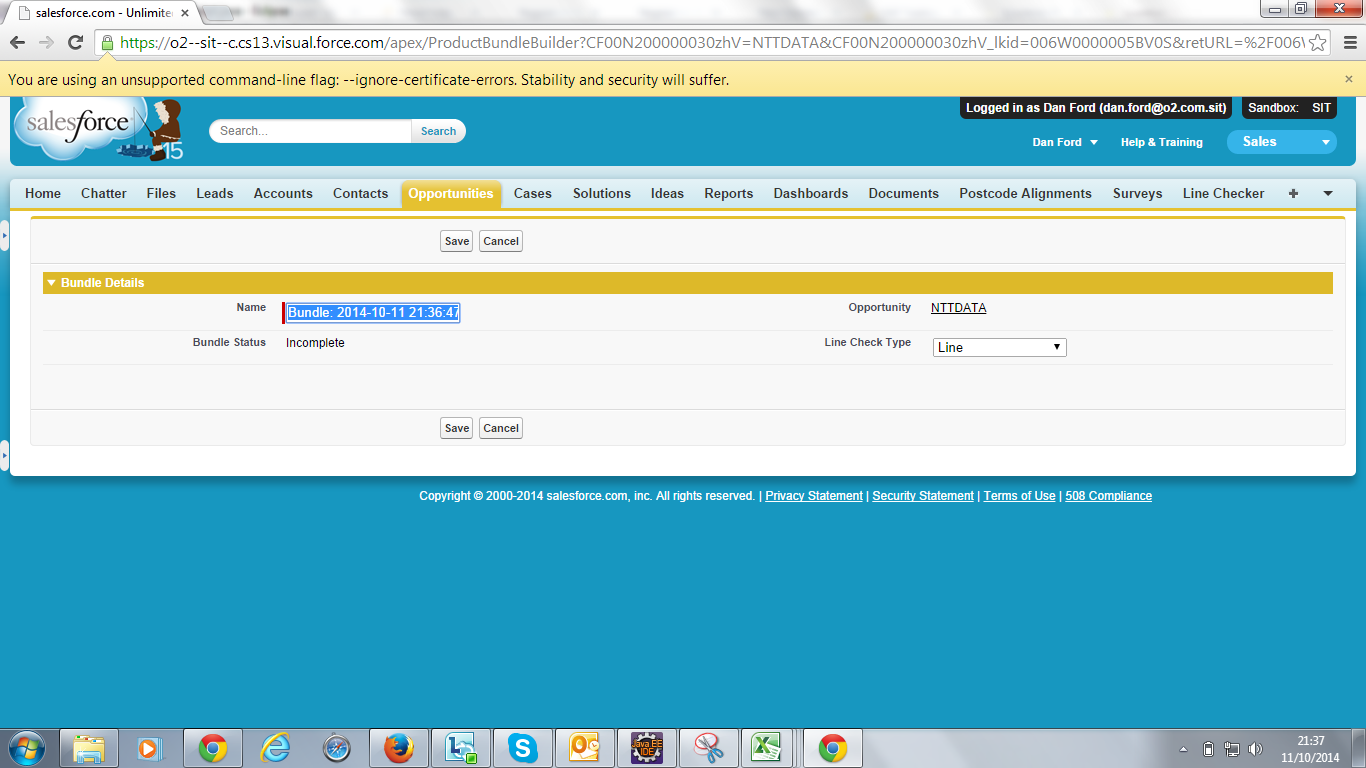 salesforce.com - Unlimite
https://o2--sit--c.cs13.visual.force.com/apex/ProductBundleBuilder?CF00N200000030zhV=NTTDATA&CF00N200000030zhV_lkid=006W0000005BV0S&retURL=%2F006
You are using an unsupported command-line flag: --ignore-certificate-errors. Stability and security will suffer.
salesforce
15
Search...
Search
Logged in as Dan Ford (dan.ford@o2.com.sit)
Sandbox: SIT
Dan Ford
Help & Training
Sales
Home Chatter Files Leads Accounts Contacts Opportunities Cases Solutions Ideas Reports Dashboards Documents Postcode Alignments Surveys Line Checker
Save Cancel
Bundle Details
Name Bundle: 2014-10-11 21:36:47 Opportunity NTTDATA
Bundle Status Incomplete Line Check Type Line
Save Cancel
Copyright © 2000-2014 salesforce.com, inc. All rights reserved. | Privacy Statement | Security Statement | Terms of Use | 508 Compliance
Java EE
IDE
21:37
11/10/2014